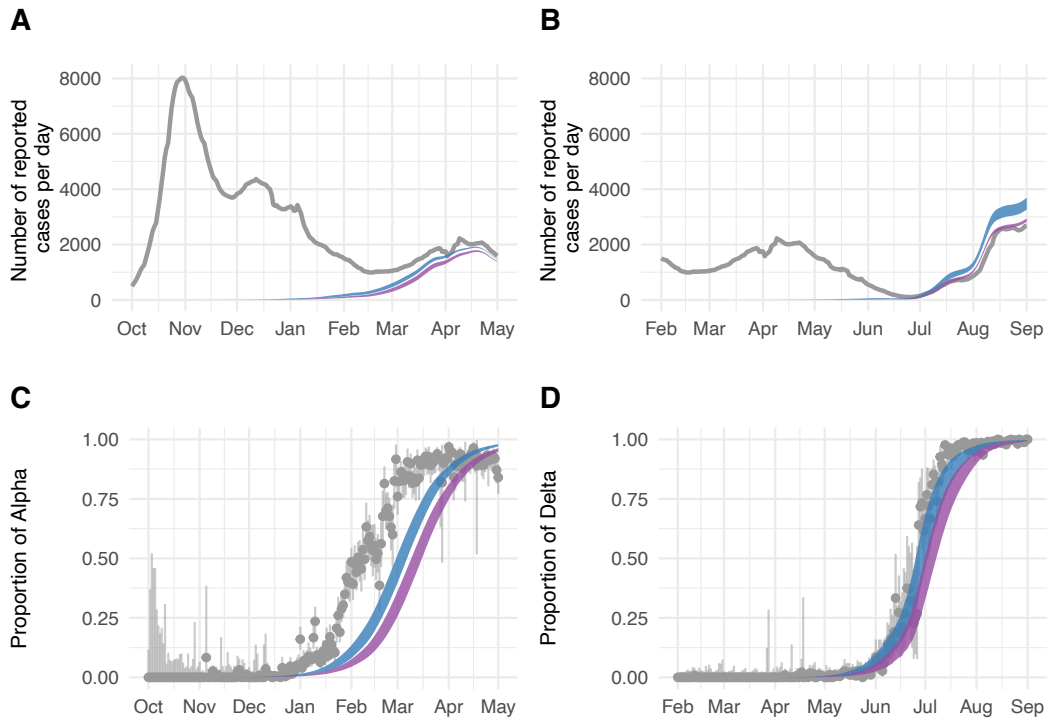 A
B
Number of reported
cases per day
8000
6000
4000
2000
0
Oct Nov Dec Jan Feb Mar Apr May
Number of reported
cases per day
8000
6000
4000
2000
0
Feb Mar Apr May Jun Jul Aug Sep
C
D
Proportion of Alpha
1.00
0.75
0.50
0.25
0.00
Oct Nov Dec Jan Feb Mar Apr May
Proportion of Delta
1.00
0.75
0.50
0.25
0.00
Feb Mar Apr May Jun Jul Aug Sep